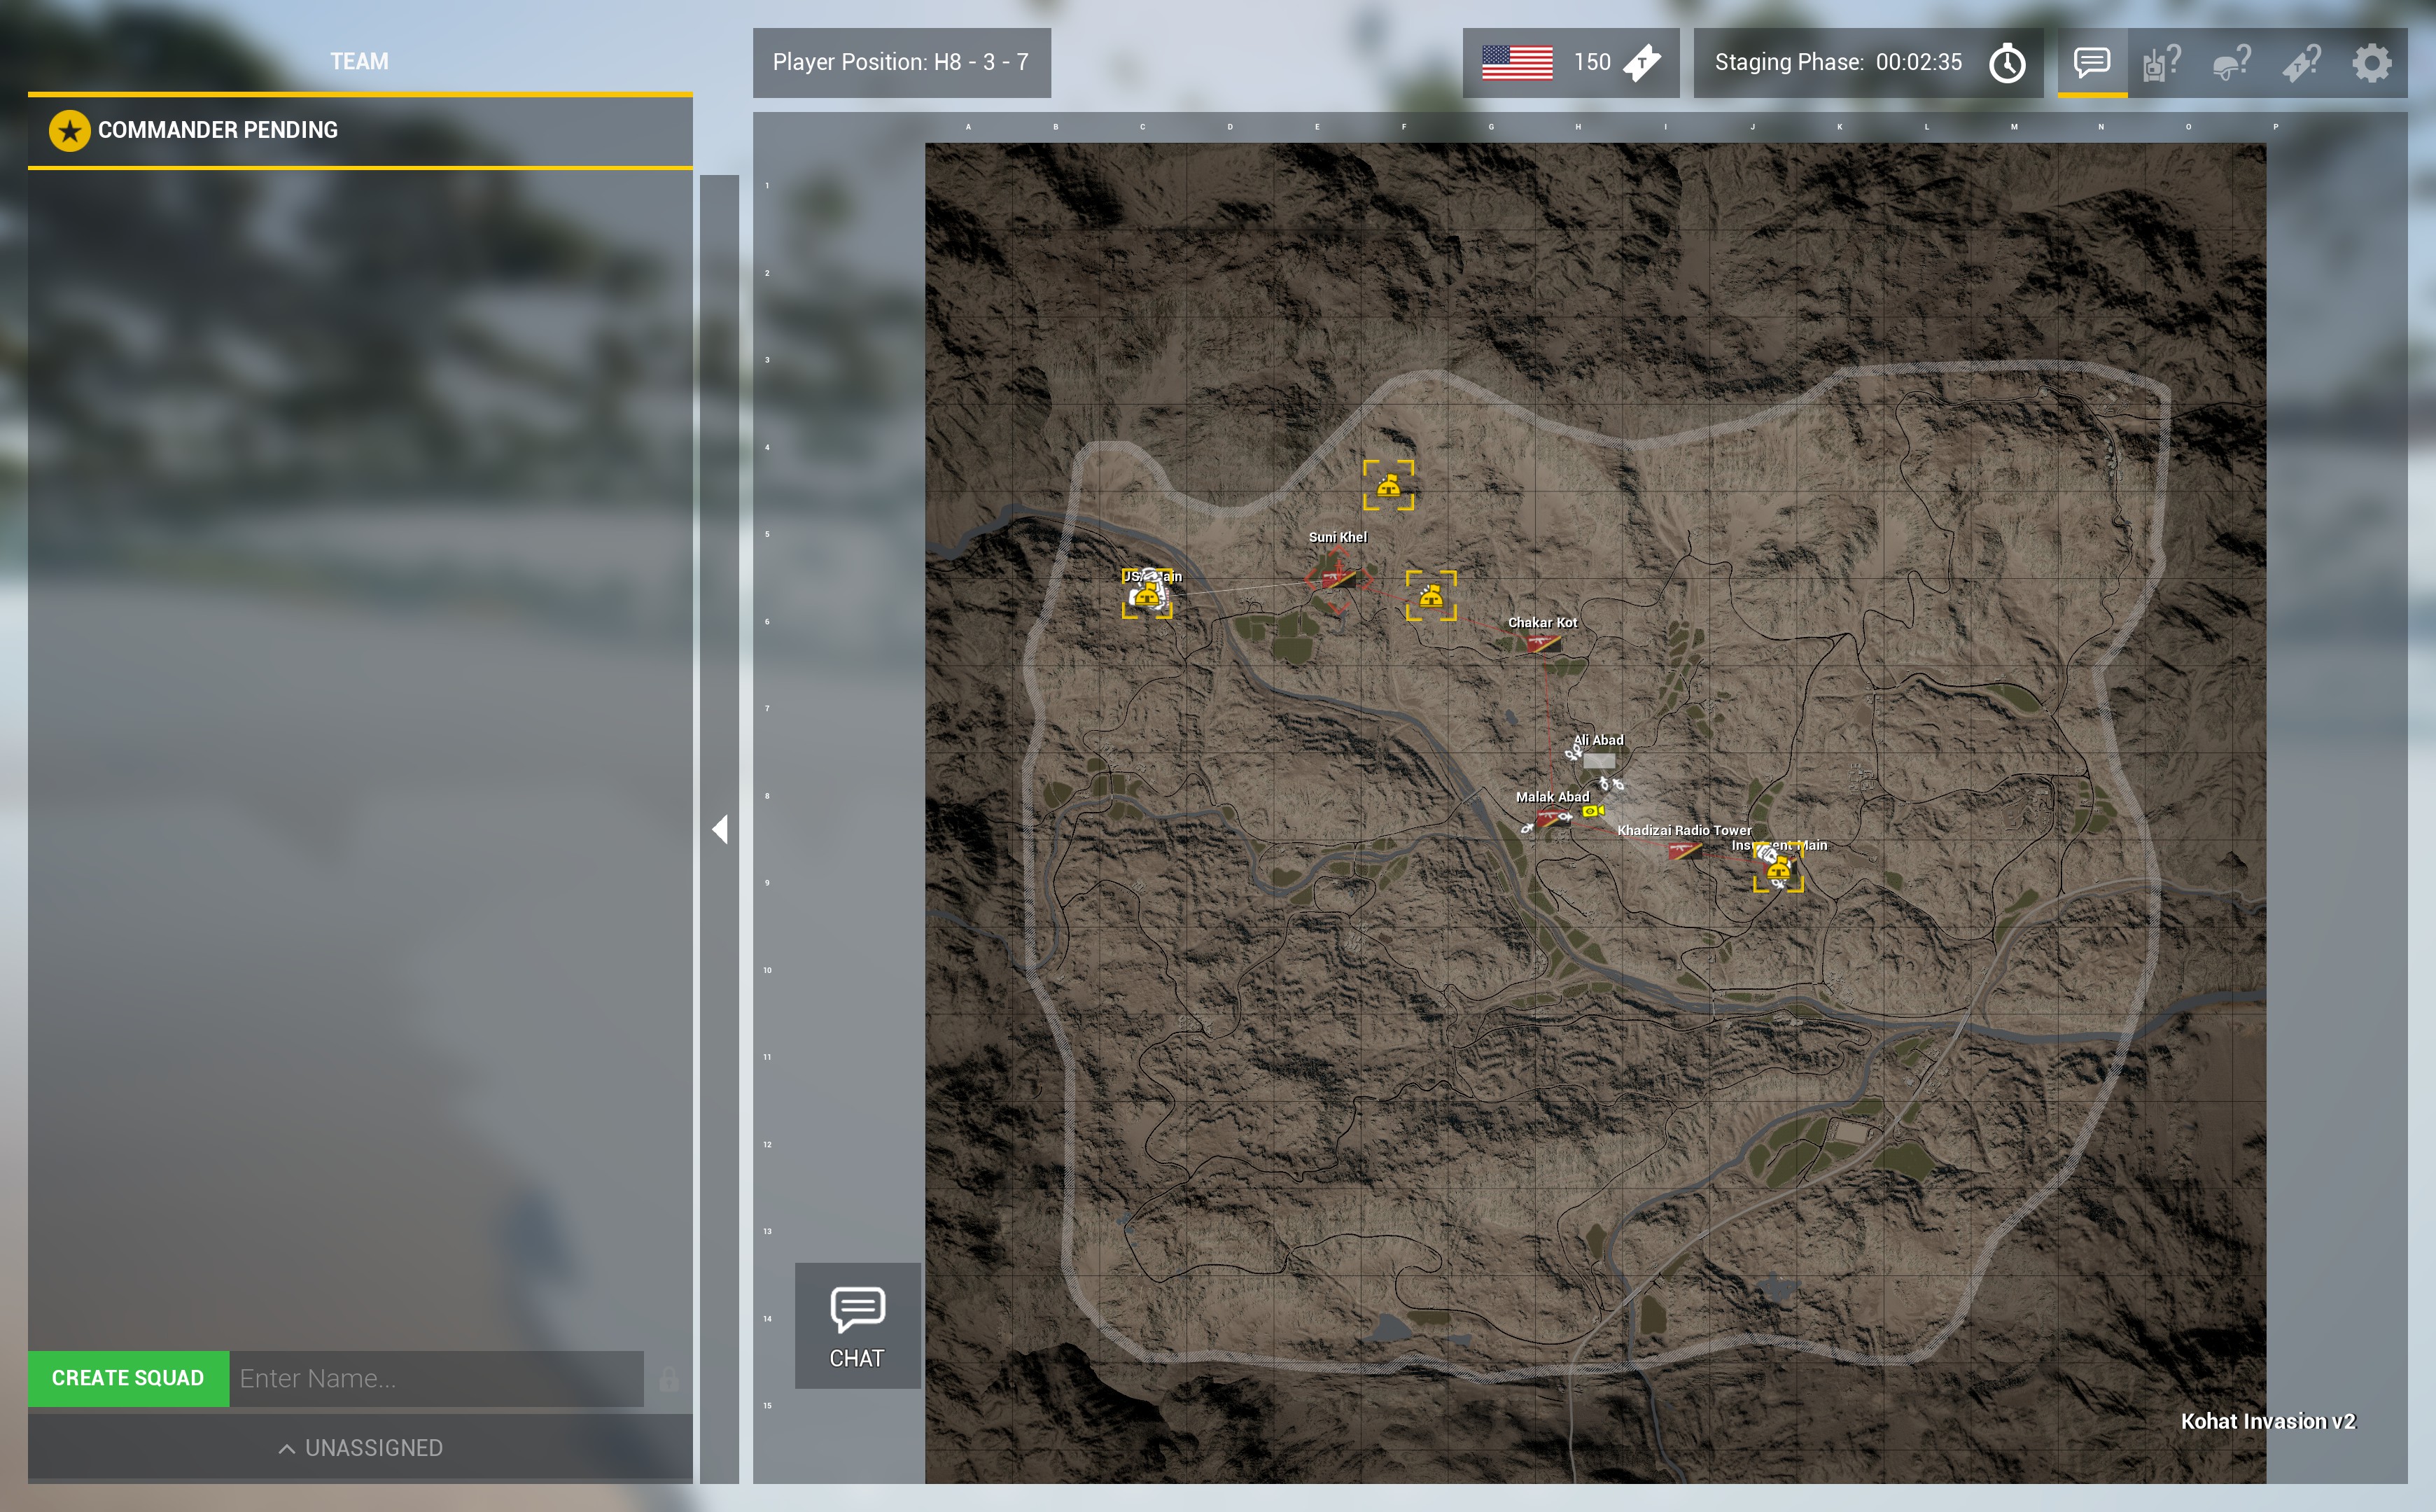 TEAM
COMMANDER PENDING
Player Position: H8 - 3 - 7
150
T
Staging Phase: 00:02:35
?
?
T?
A B C D E F G H I J K L M N O P
1
2
3
4
5
6
7
8
9
10
11
12
13
14
15
Suni Khel
Chakar Kot
Ali Abad
Malak Abad
Khadizai Radio Tower
CHAT
CREATE SQUAD
Enter Name...
UNASSIGNED
Kohat Invasion v2